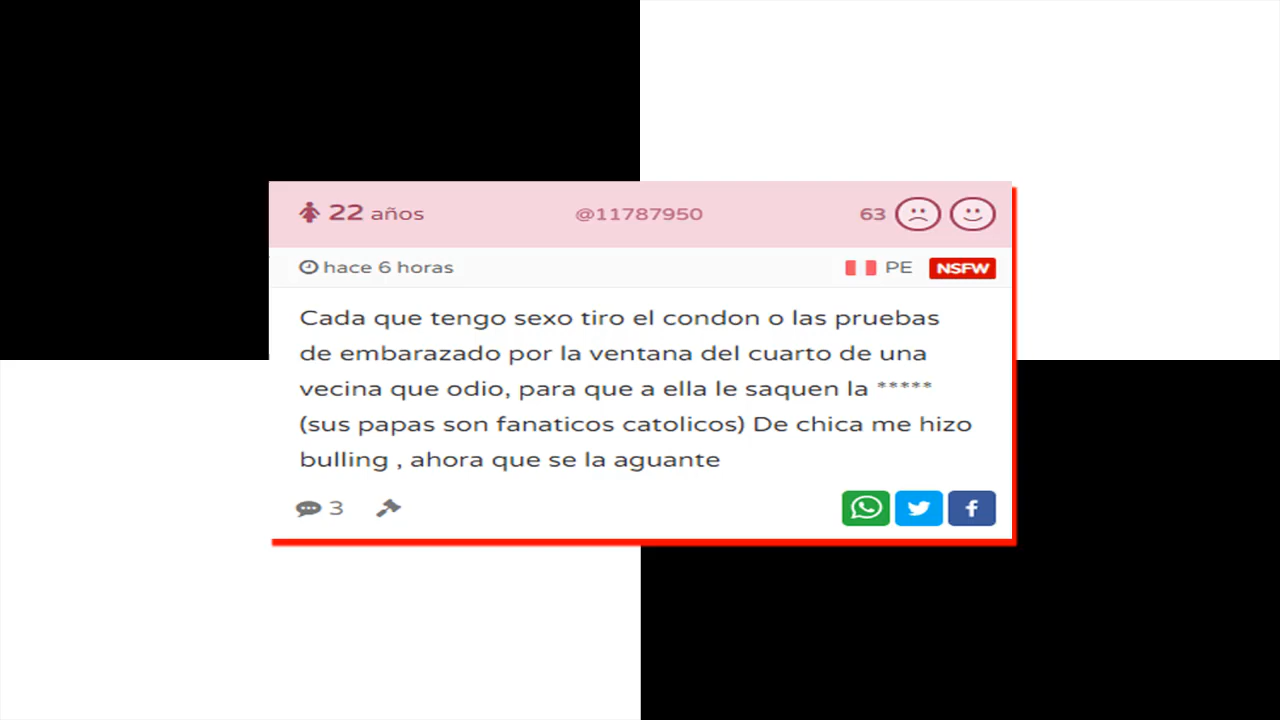 22 años @11787950 63
hace 6 horas PE NSFW
Cada que tengo sexo tiro el condon o las pruebas
de embarazado por la ventana del cuarto de una
vecina que odio, para que a ella le saquen la *****
(sus papas son fanaticos catolicos) De chica me hizo
bulling , ahora que se la aguante
3